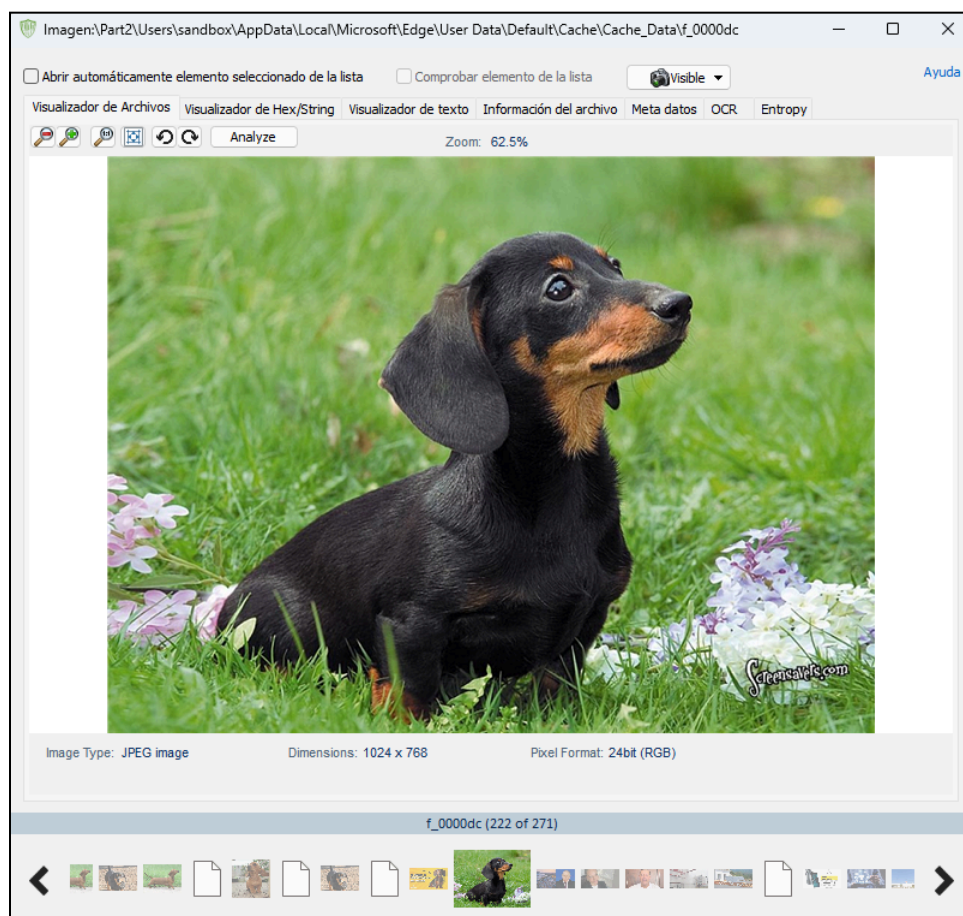 Imagen:\Part2\Users\sandbox\AppData\Local\Microsoft\Edge\User Data\Default\Cache\Cache_Data\f_0000dc
Abrir automáticamente elemento seleccionado de la lista Comprobar elemento de la lista Visible Ayuda
Visualizador de Archivos Visualizador de Hex/String Visualizador de texto Información del archivo Meta datos OCR Entropy
Analyze Zoom: 62.5%
Screensavers.com
Image Type: JPEG image Dimensions: 1024 x 768 Pixel Format: 24bit (RGB)
f_0000dc (222 of 271)